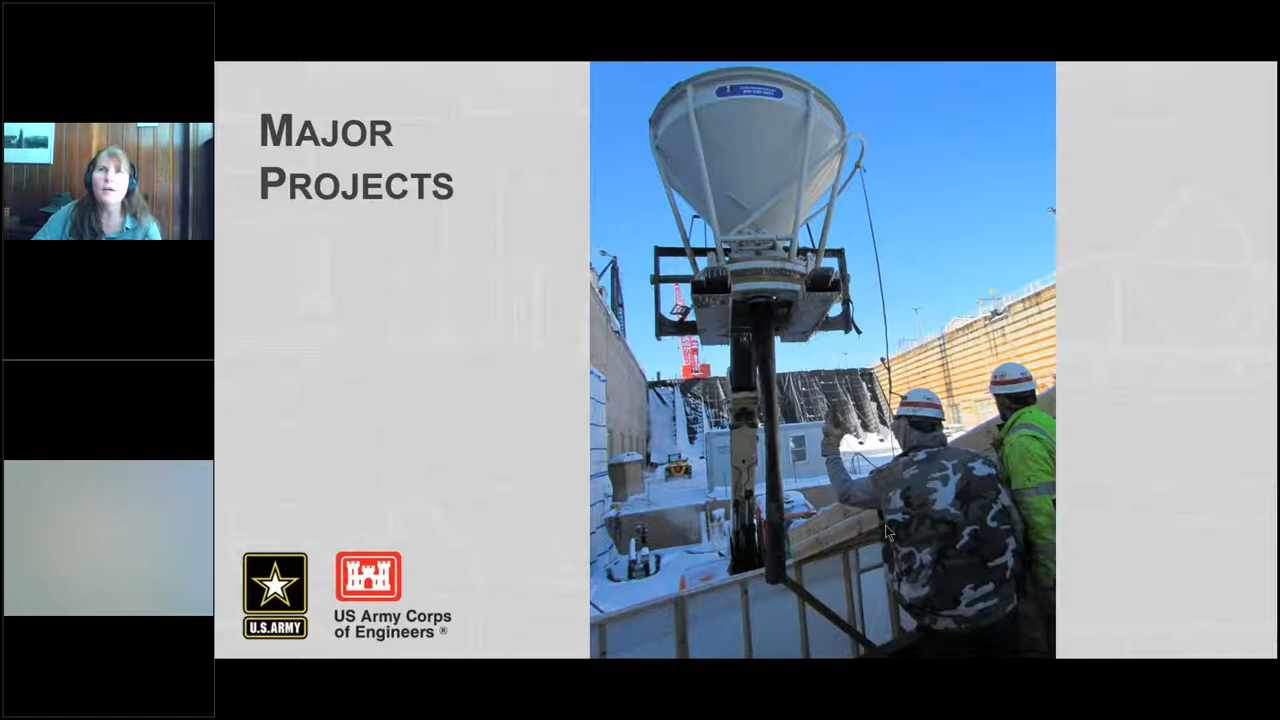 MAJOR
PROJECTS
U.S.ARMY
US Army Corps
of Engineers ®